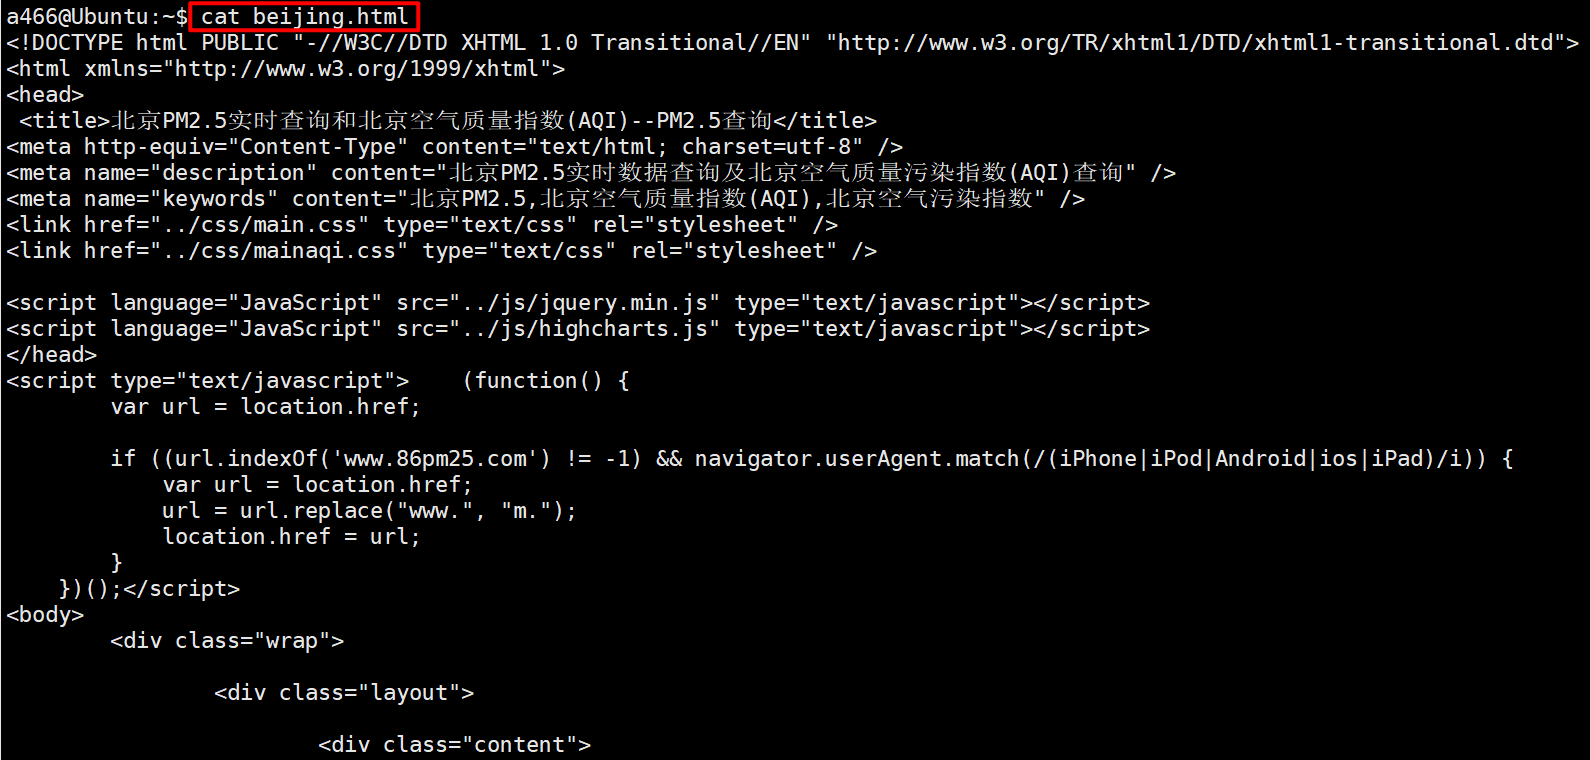 a466@Ubuntu:~$ cat beijing.html
<!DOCTYPE html PUBLIC "-//W3C//DTD XHTML 1.0 Transitional//EN" "http://www.w3.org/TR/xhtml1/DTD/xhtml1-transitional.dtd">
<html xmlns="http://www.w3.org/1999/xhtml">
<head>
 <title>北京PM2.5实时查询和北京空气质量指数(AQI)--PM2.5查询</title>
<meta http-equiv="Content-Type" content="text/html; charset=utf-8" />
<meta name="description" content="北京PM2.5实时数据查询及北京空气质量污染指数(AQI)查询" />
<meta name="keywords" content="北京PM2.5,北京空气质量指数(AQI),北京空气污染指数" />
<link href="../css/main.css" type="text/css" rel="stylesheet" />
<link href="../css/mainaqi.css" type="text/css" rel="stylesheet" />

<script language="JavaScript" src="../js/jquery.min.js" type="text/javascript"></script>
<script language="JavaScript" src="../js/highcharts.js" type="text/javascript"></script>
</head>
<script type="text/javascript">    (function() {
        var url = location.href;

        if ((url.indexOf('www.86pm25.com') != -1) && navigator.userAgent.match(/(iPhone|iPod|Android|ios|iPad)/i)) {
            var url = location.href;
            url = url.replace("www.", "m.");
            location.href = url;
        }
    })();</script>
<body>
        <div class="wrap">

                <div class="layout">

                        <div class="content">